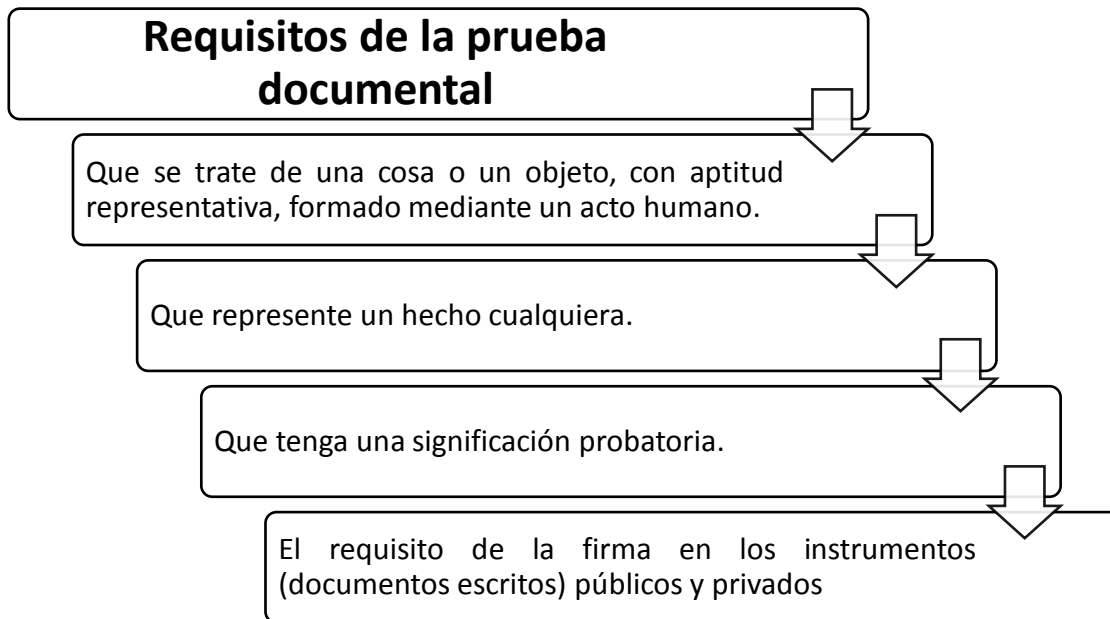 Requisitos de la prueba
documental
Que se trate de una cosa o un objeto, con aptitud
representativa, formado mediante un acto humano.
Que represente un hecho cualquiera.
Que tenga una significación probatoria.
El requisito de la firma en los instrumentos
(documentos escritos) públicos y privados